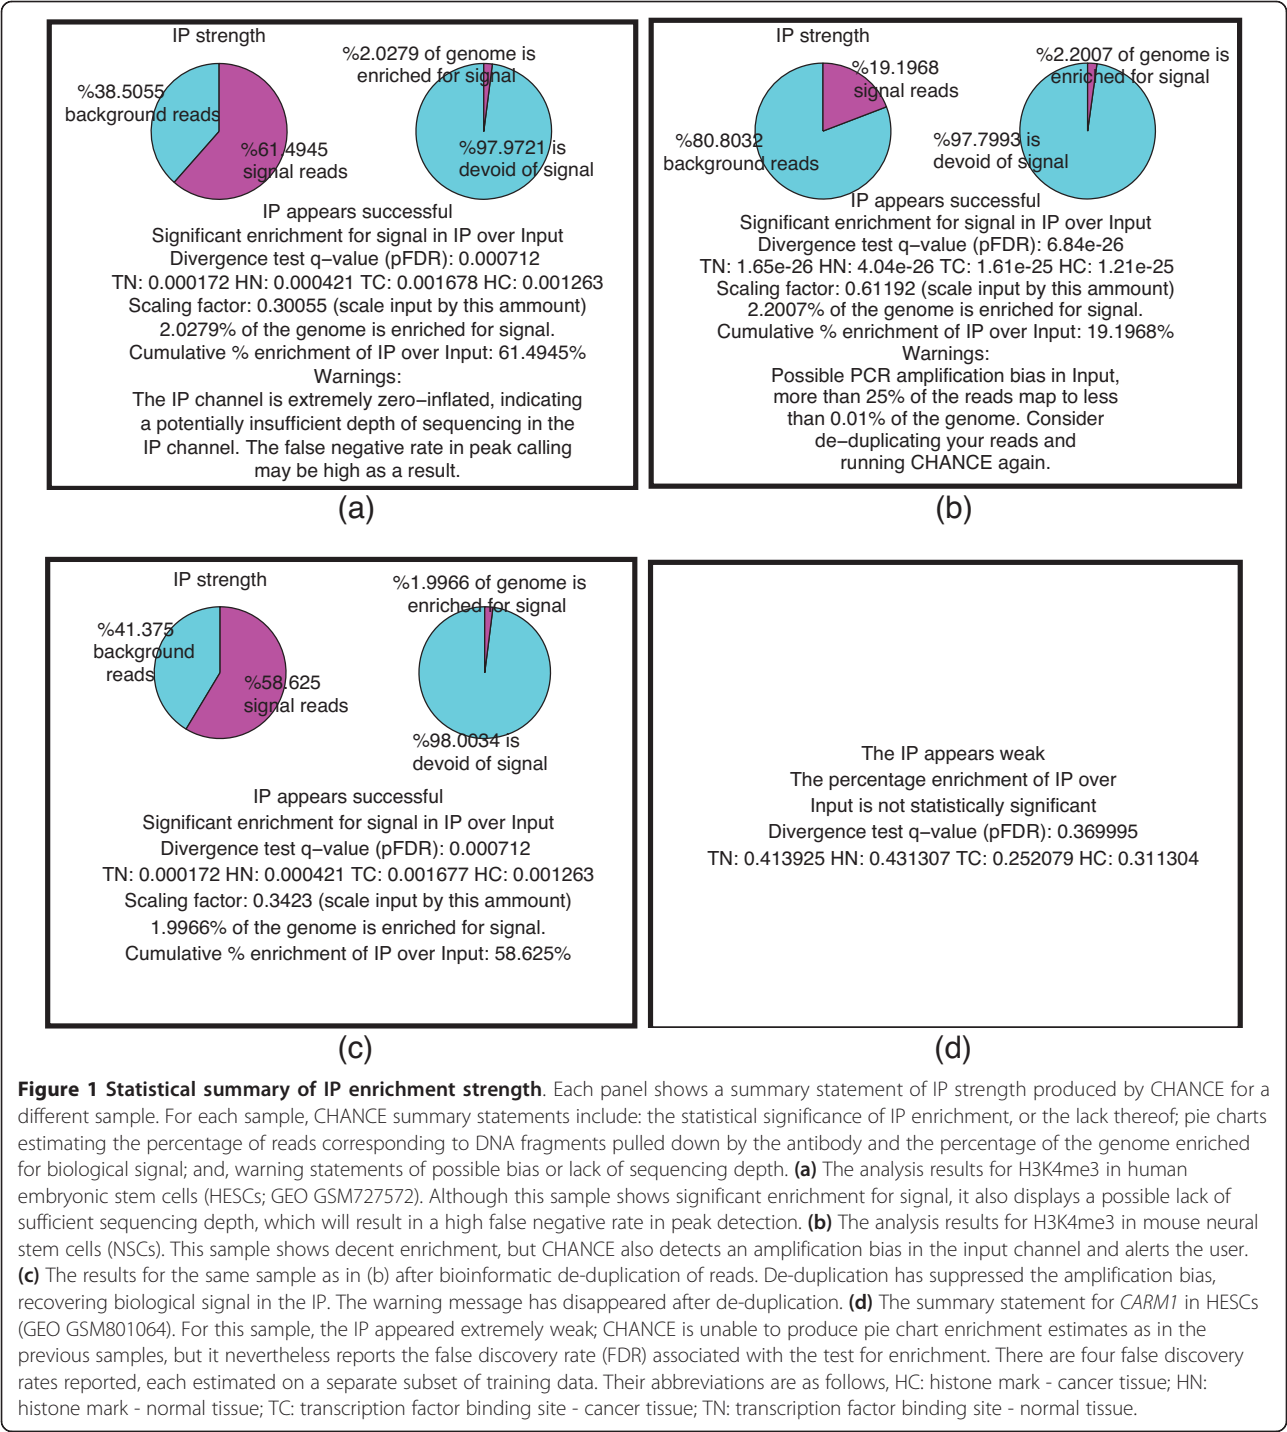 IP strength
%38.5055
background reads
%61.4945
signal reads
%2.0279 of genome is
enriched for signal
%97.9721 is
devoid of signal
IP appears successful
Significant enrichment for signal in IP over Input
Divergence test q−value (pFDR): 0.000712
TN: 0.000172 HN: 0.000421 TC: 0.001678 HC: 0.001263
Scaling factor: 0.30055 (scale input by this ammount)
2.0279% of the genome is enriched for signal.
Cumulative % enrichment of IP over Input: 61.4945%
Warnings:
The IP channel is extremely zero−inflated, indicating
a potentially insufficient depth of sequencing in the
IP channel. The false negative rate in peak calling
may be high as a result.
(a)
IP strength
%19.1968
signal reads
%80.8032
background reads
%2.2007 of genome is
enriched for signal
%97.7993 is
devoid of signal
IP appears successful
Significant enrichment for signal in IP over Input
Divergence test q-value (pFDR): 6.84e-26
TN: 1.65e-26 HN: 4.04e-26 TC: 1.61e-25 HC: 1.21e-25
Scaling factor: 0.61192 (scale input by this ammount)
2.2007% of the genome is enriched for signal.
Cumulative % enrichment of IP over Input: 19.1968%
Warnings:
Possible PCR amplification bias in Input,
more than 25% of the reads map to less
than 0.01% of the genome. Consider
de−duplicating your reads and
running CHANCE again.
(b)
IP strength
%41.375
background
reads
%58.625
signal reads
%1.9966 of genome is
enriched for signal
%98.0034 is
devoid of signal
IP appears successful
Significant enrichment for signal in IP over Input
Divergence test q−value (pFDR): 0.000712
TN: 0.000172 HN: 0.000421 TC: 0.001677 HC: 0.001263
Scaling factor: 0.3423 (scale input by this ammount)
1.9966% of the genome is enriched for signal.
Cumulative % enrichment of IP over Input: 58.625%
(c)
The IP appears weak
The percentage enrichment of IP over
Input is not statistically significant
Divergence test q−value (pFDR): 0.369995
TN: 0.413925 HN: 0.431307 TC: 0.252079 HC: 0.311304
(d)
Figure 1 Statistical summary of IP enrichment strength. Each panel shows a summary statement of IP strength produced by CHANCE for a
different sample. For each sample, CHANCE summary statements include: the statistical significance of IP enrichment, or the lack thereof; pie charts
estimating the percentage of reads corresponding to DNA fragments pulled down by the antibody and the percentage of the genome enriched
for biological signal; and, warning statements of possible bias or lack of sequencing depth. (a) The analysis results for H3K4me3 in human
embryonic stem cells (HESCs; GEO GSM727572). Although this sample shows significant enrichment for signal, it also displays a possible lack of
sufficient sequencing depth, which will result in a high false negative rate in peak detection. (b) The analysis results for H3K4me3 in mouse neural
stem cells (NSCs). This sample shows decent enrichment, but CHANCE also detects an amplification bias in the input channel and alerts the user.
(c) The results for the same sample as in (b) after bioinformatic de-duplication of reads. De-duplication has suppressed the amplification bias,
recovering biological signal in the IP. The warning message has disappeared after de-duplication. (d) The summary statement for CARM1 in HESCs
(GEO GSM801064). For this sample, the IP appeared extremely weak; CHANCE is unable to produce pie chart enrichment estimates as in the
previous samples, but it nevertheless reports the false discovery rate (FDR) associated with the test for enrichment. There are four false discovery
rates reported, each estimated on a separate subset of training data. Their abbreviations are as follows, HC: histone mark - cancer tissue; HN:
histone mark - normal tissue; TC: transcription factor binding site - cancer tissue; TN: transcription factor binding site - normal tissue.